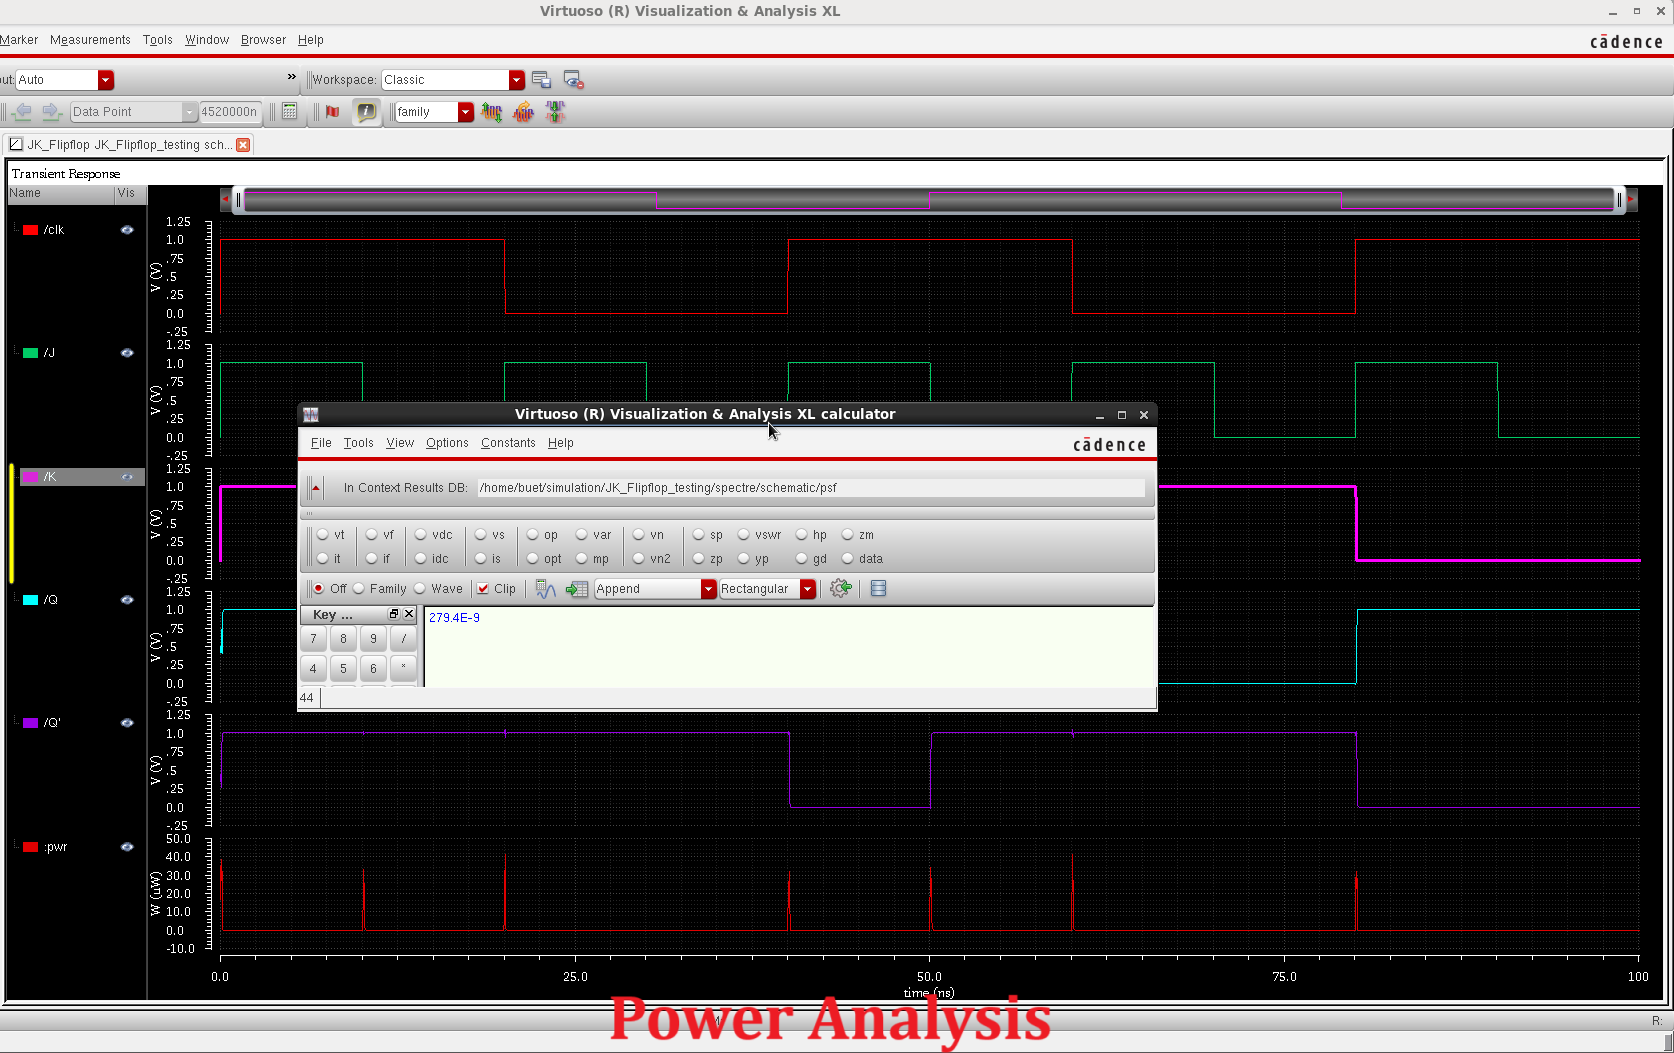 Virtuoso (R) Visualization & Analysis XL
Marker Measurements Tools Window Browser Help
cādence
Auto
» Workspace: Classic
Data Point 4520000n
family
JK_Flipflop JK_Flipflop_testing sch...
Transient Response
Name Vis
/clk
1.25
1.0
.75
.5
.25
0.0
-.25
V (V)
/J
1.25
1.0
.75
.5
.25
0.0
-.25
V (V)
/K
1.25
1.0
.75
.5
.25
0.0
-.25
V (V)
/Q
1.25
1.0
.75
.5
.25
0.0
-.25
V (V)
/Q'
1.25
1.0
.75
.5
.25
0.0
-.25
V (V)
:pwr
50.0
40.0
30.0
20.0
10.0
0.0
-10.0
W (uW)
0.0 25.0 50.0 75.0 100
time (ns)
Virtuoso (R) Visualization & Analysis XL calculator
File Tools View Options Constants Help
cādence
In Context Results DB: /home/buet/simulation/JK_Flipflop_testing/spectre/schematic/psf
vt vf vdc vs op var vn sp vswr hp zm
it if idc is opt mp vn2 zp yp gd data
Off Family Wave Clip Append Rectangular
Key ...
279.4E-9
7 8 9 /
4 5 6 *
44
R:
Power Analysis